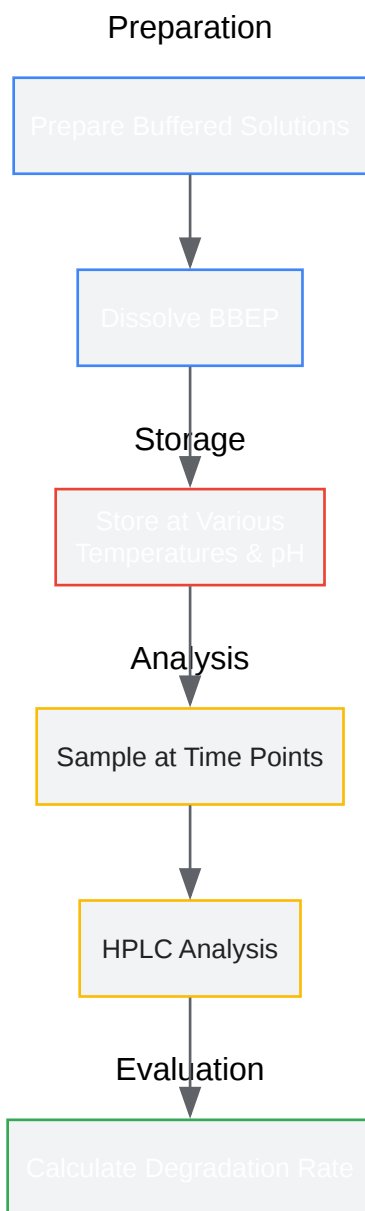 Preparation
Prepare Buffered Solutions
Dissolve BBEP
Storage
Store at Various
Temperatures & pH
Analysis
Sample at Time Points
HPLC Analysis
Evaluation
Calculate Degradation Rate